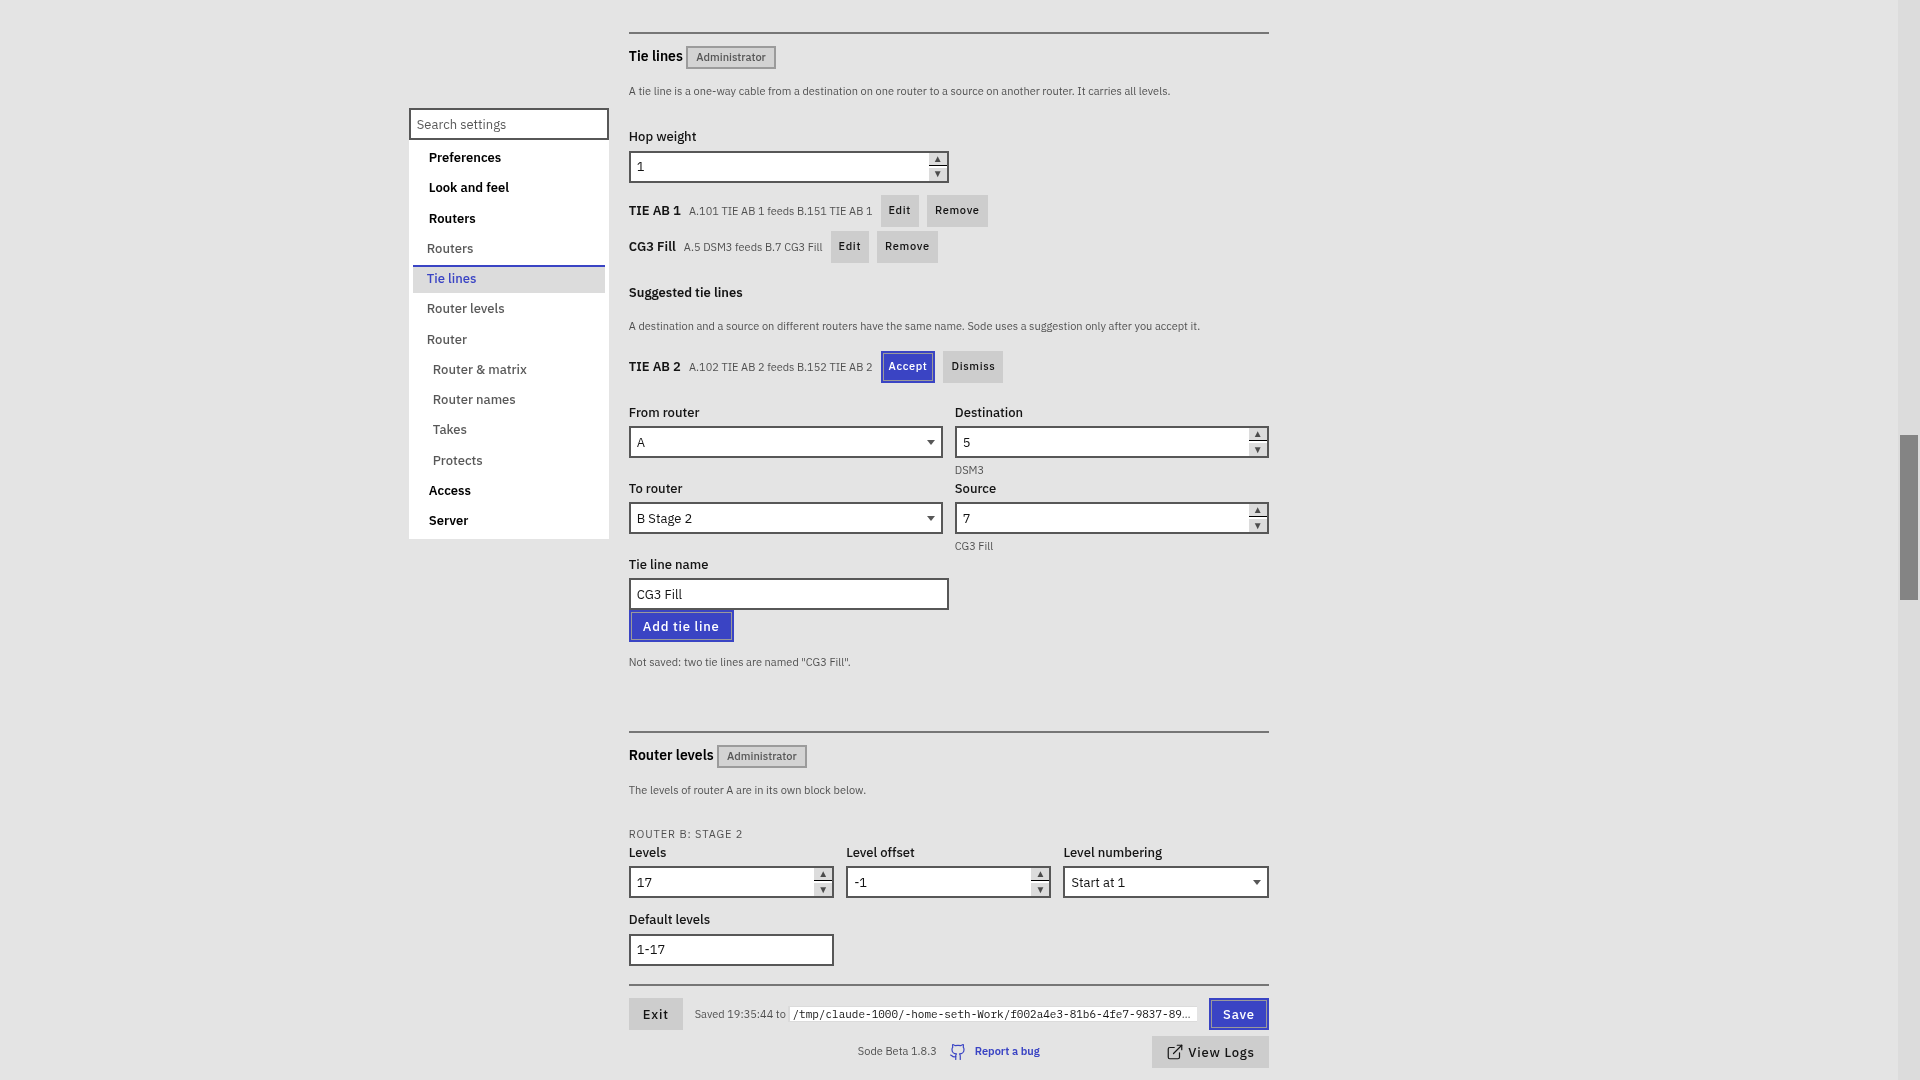 Tie lines Administrator
A tie line is a one-way cable from a destination on one router to a source on another router. It carries all levels.
Search settings
Preferences
Look and feel
Routers
Routers
Tie lines
Router levels
Router
Router & matrix
Router names
Takes
Protects
Access
Server
Hop weight
1
TIE AB 1 A.101 TIE AB 1 feeds B.151 TIE AB 1 Edit Remove
CG3 Fill A.5 DSM3 feeds B.7 CG3 Fill Edit Remove
Suggested tie lines
A destination and a source on different routers have the same name. Sode uses a suggestion only after you accept it.
TIE AB 2 A.102 TIE AB 2 feeds B.152 TIE AB 2 Accept Dismiss
From router Destination
A 5
DSM3
To router Source
B Stage 2 7
CG3 Fill
Tie line name
CG3 Fill
Add tie line
Not saved: two tie lines are named "CG3 Fill".
Router levels Administrator
The levels of router A are in its own block below.
ROUTER B: STAGE 2
Levels Level offset Level numbering
17 -1 Start at 1
Default levels
1-17
Exit Saved 19:35:44 to /tmp/claude-1000/-home-seth-Work/f002a4e3-81b6-4fe7-9837-89... Save
Sode Beta 1.8.3 Report a bug View Logs